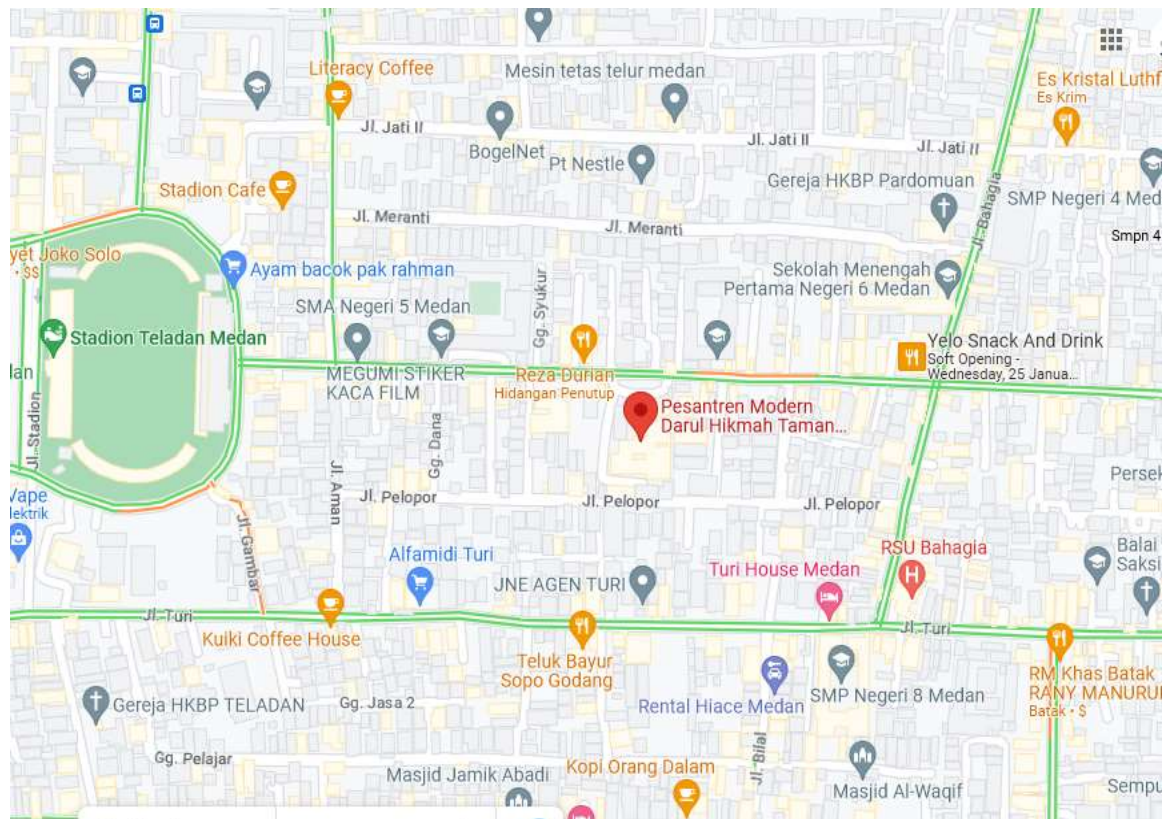 Literacy Coffee
Mesin tetas telur medan
Es Kristal Luthf
Es Krim
Jl. Jati II
Jl. Jati II
Jl. Jati II
BogelNet
Pt Nestle
Gereja HKBP Pardomuan
SMP Negeri 4 Med
Stadion Cafe
Jl. Meranti
Jl. Meranti
Jl. Bahagia
Smpn 4
yet Joko Solo
• $$
Ayam bacok pak rahman
Sekolah Menengah
Pertama Negeri 6 Medan
SMA Negeri 5 Medan
Gg. Syukur
Stadion Teladan Medan
lan
MEGUMI STIKER
KACA FILM
Reza Durian
Hidangan Penutup
Yelo Snack And Drink
Soft Opening -
Wednesday, 25 Janua...
Pesantren Modern
Darul Hikmah Taman...
Jl. Stadion
Gg. Dana
Jl. Aman
Persek
Jl. Pelopor
Jl. Pelopor
Jl. Pelopor
Vape
lektrik
Jl. Gambar
Alfamidi Turi
JNE AGEN TURI
Turi House Medan
RSU Bahagia
H
Balai
Saksi
Jl. Turi
Jl. Turi
Kuiki Coffee House
Teluk Bayur
Sopo Godang
Rental Hiace Medan
SMP Negeri 8 Medan
RM Khas Batak
RANY MANURUI
Batak • $
Gereja HKBP TELADAN
Gg. Jasa 2
Gg. Pelajar
Jl. Bilal
Masjid Jamik Abadi
Kopi Orang Dalam
Masjid Al-Waqif
Sempu